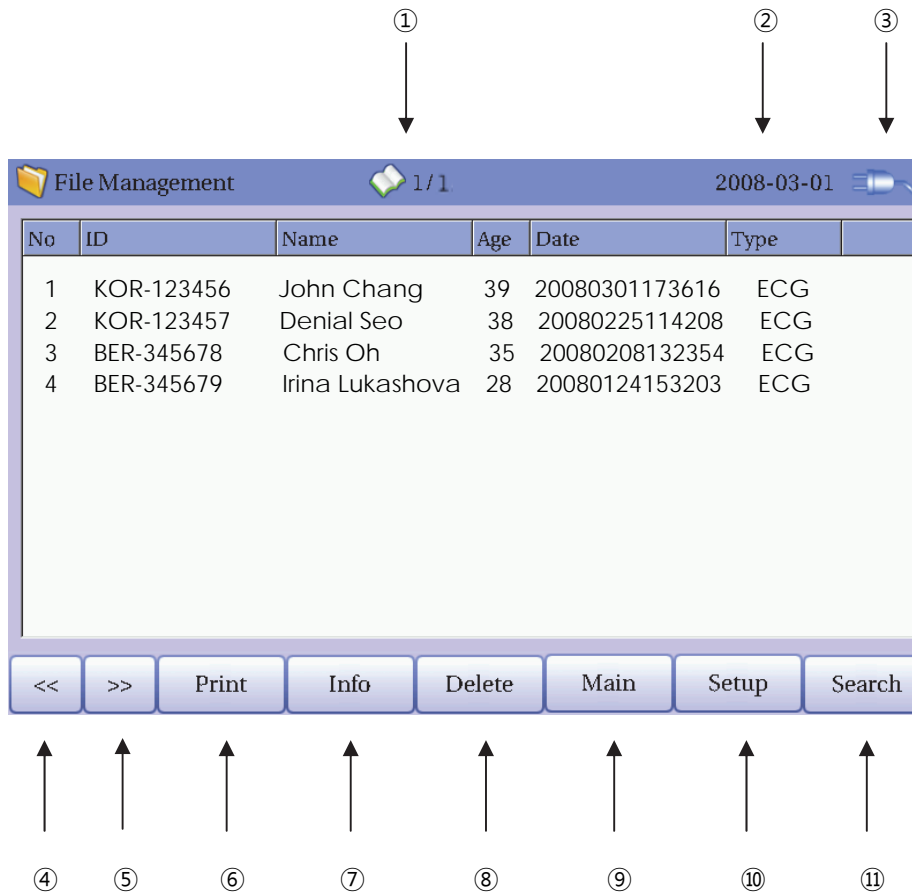 ① ② ③
File Management 1/1 2008-03-01
No ID Name Age Date Type
1 KOR-123456 John Chang 39 20080301173616 ECG
2 KOR-123457 Denial Seo 38 20080225114208 ECG
3 BER-345678 Chris Oh 35 20080208132354 ECG
4 BER-345679 Irina Lukashova 28 20080124153203 ECG
<< >> Print Info Delete Main Setup Search
④ ⑤ ⑥ ⑦ ⑧ ⑨ ⑩ ⑪